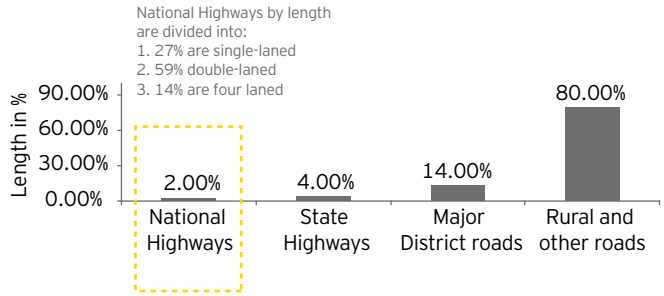 National Highways by length
are divided into:
1. 27% are single-laned
2. 59% double-laned
3. 14% are four laned
Length in %
90.00%
60.00%
30.00%
0.00%
2.00%
4.00%
14.00%
80.00%
National
Highways
State
Highways
Major
District roads
Rural and
other roads